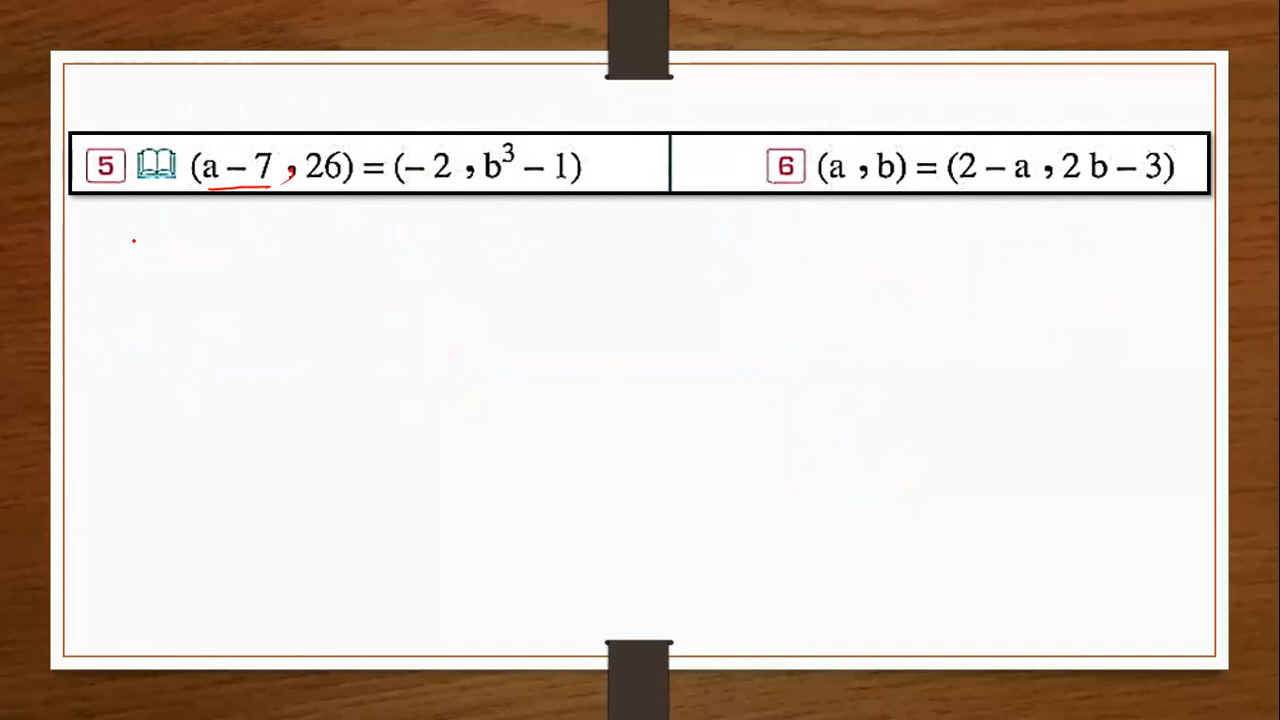 5 (a – 7 , 26) = (– 2 , b³ – 1)
6 (a , b) = (2 – a , 2 b – 3)